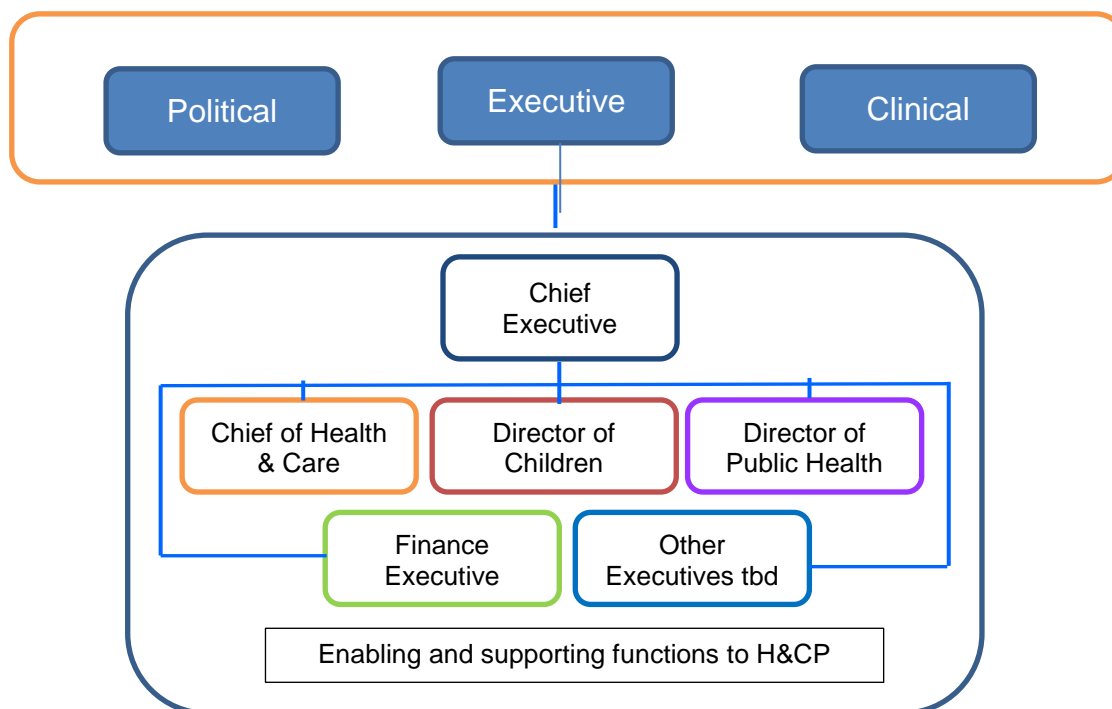 Political
Executive
Clinical
Chief
Executive
Chief of Health
& Care
Director of
Children
Director of
Public Health
Finance
Executive
Other
Executives tbd
Enabling and supporting functions to H&CP